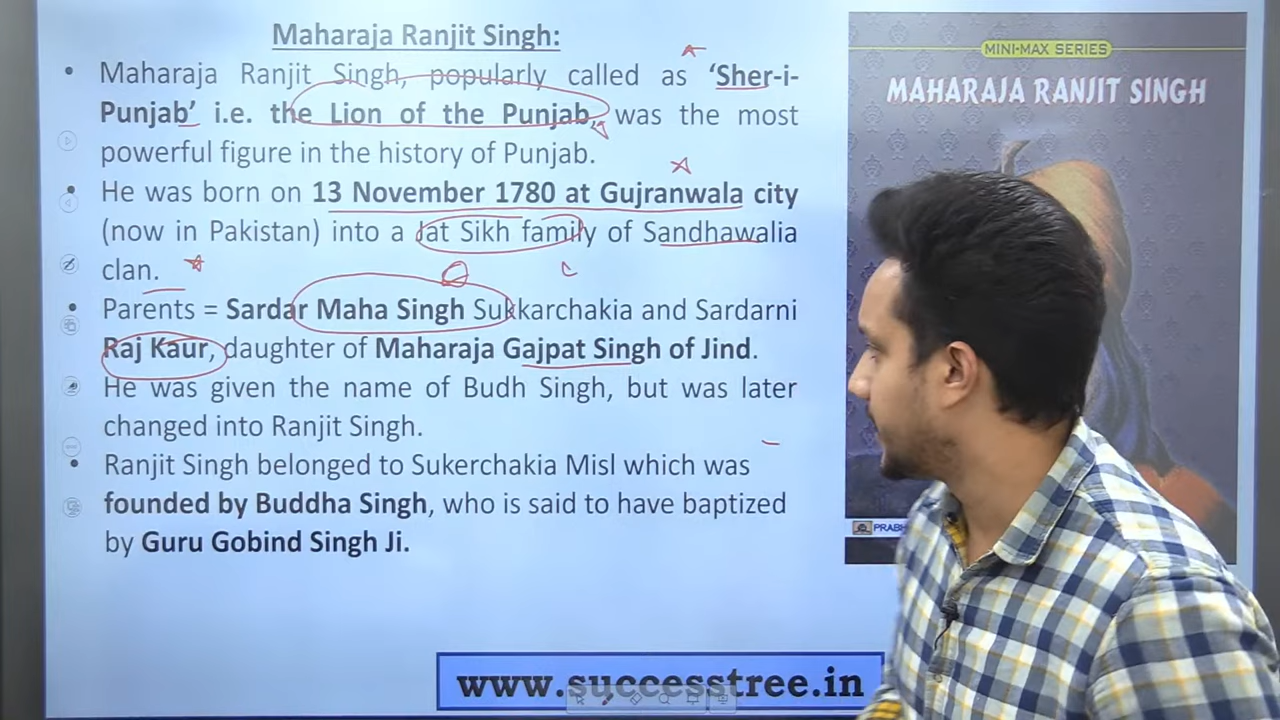 Maharaja Ranjit Singh:
• Maharaja Ranjit Singh, popularly called as ‘Sher-i-
Punjab’ i.e. the Lion of the Punjab, was the most
powerful figure in the history of Punjab.
• He was born on 13 November 1780 at Gujranwala city
(now in Pakistan) into a Jat Sikh family of Sandhawalia
clan.
• Parents = Sardar Maha Singh Sukkarchakia and Sardarni
Raj Kaur, daughter of Maharaja Gajpat Singh of Jind.
• He was given the name of Budh Singh, but was later
changed into Ranjit Singh.
• Ranjit Singh belonged to Sukerchakia Misl which was
founded by Buddha Singh, who is said to have baptized
by Guru Gobind Singh Ji.
www.successtree.in
MINI-MAX SERIES
MAHARAJA RANJIT SINGH